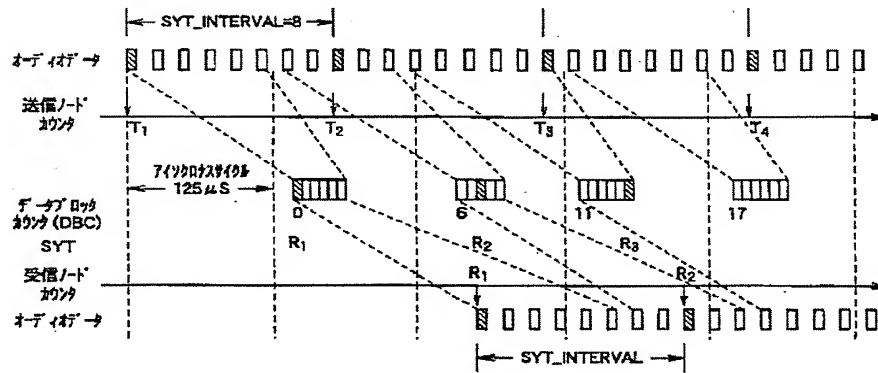 SYT_INTERVAL=8
オーディオデータ
送信ノード
カウンタ
T1 T2 T3 T4
アイソクロナスサイクル
125μS
データブロック
カウンタ(DBC)
0 6 11 17
SYT
R1 R2 R3
受信ノード
カウンタ
R1 R2
オーディオデータ
SYT_INTERVAL